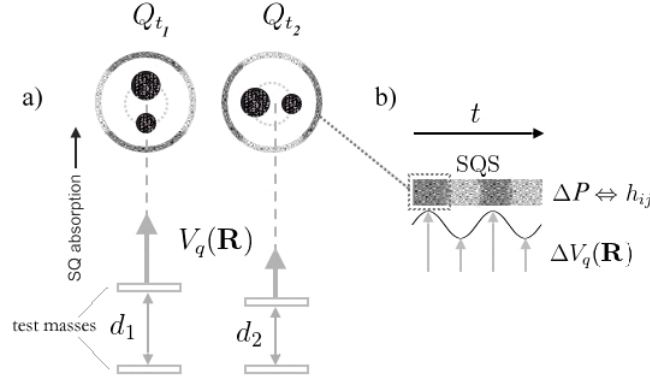 Q_{t_1}
Q_{t_2}
a)
b)
t
SQ absorption
SQS
ΔP ⇔ h_{ij}
V_q(R)
ΔV_q(R)
test masses
d_1
d_2